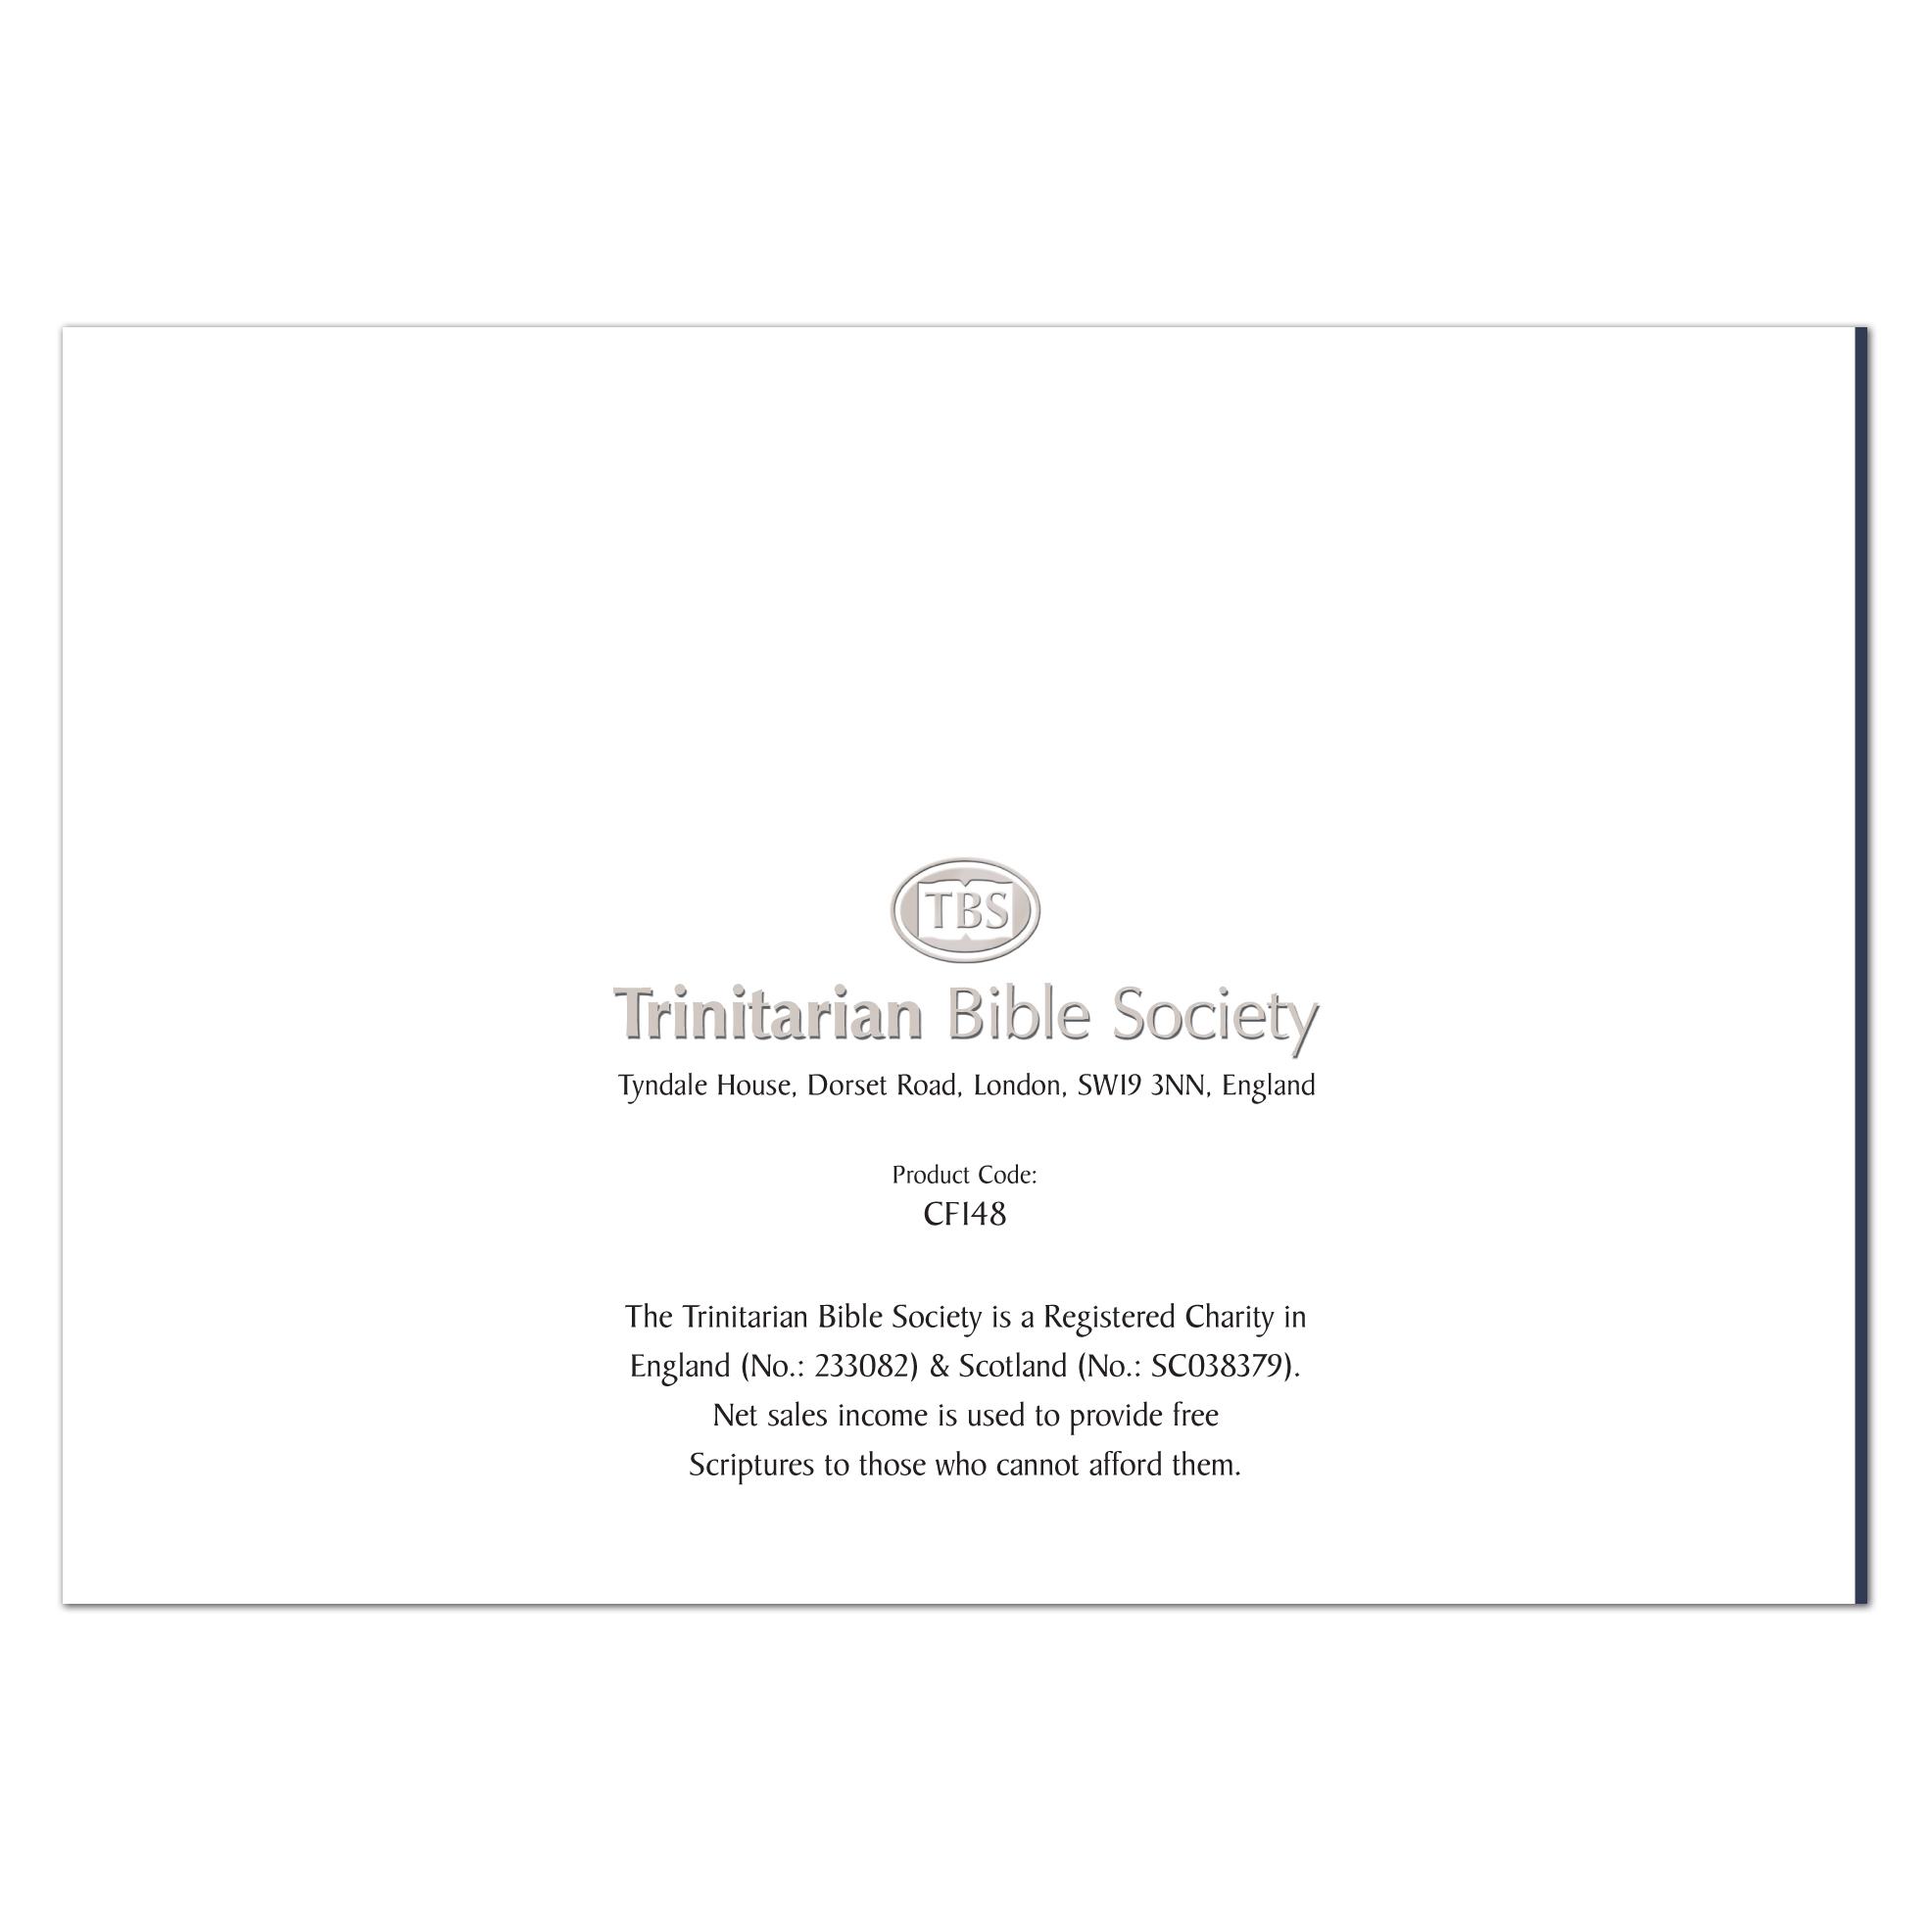 TBS
Trinitarian Bible Society
Tyndale House, Dorset Road, London, SW19 3NN, England
Product Code:
CF148
The Trinitarian Bible Society is a Registered Charity in
England (No.: 233082) & Scotland (No.: SC038379).
Net sales income is used to provide free
Scriptures to those who cannot afford them.